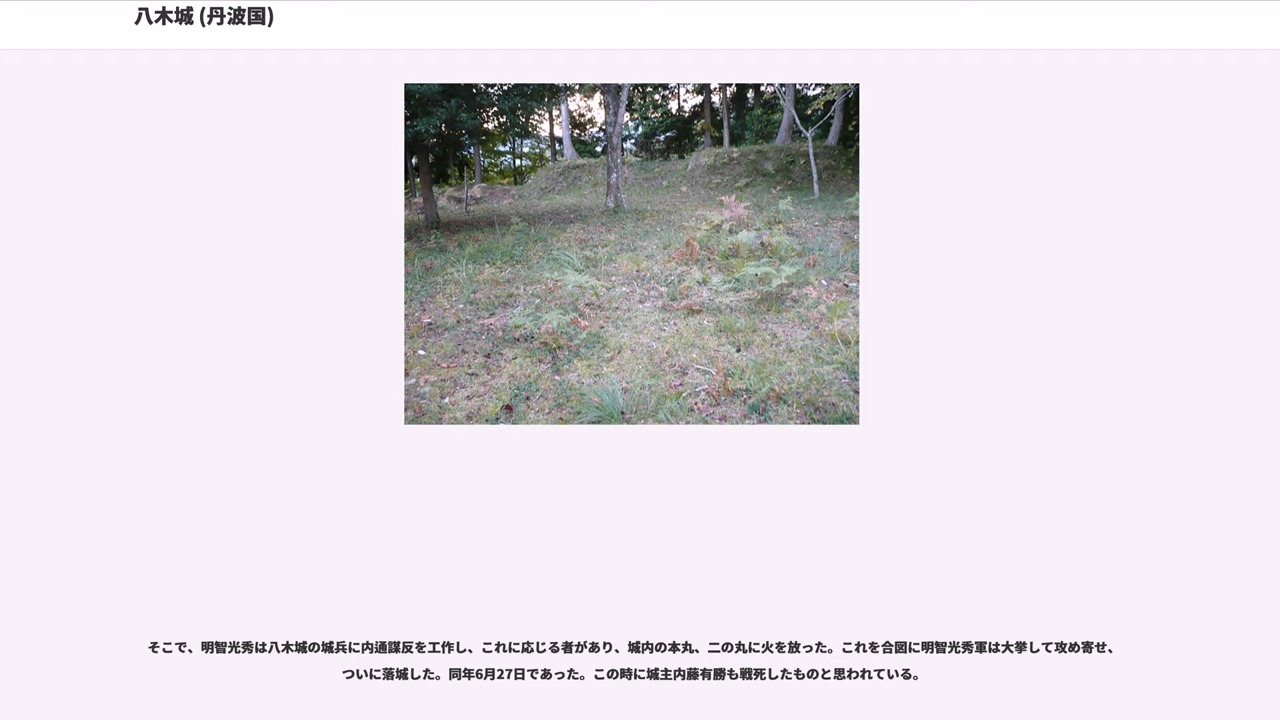 八木城 (丹波国)
そこで、明智光秀は八木城の城兵に内通謀反を工作し、これに応じる者があり、城内の本丸、二の丸に火を放った。これを合図に明智光秀軍は大挙して攻め寄せ、
ついに落城した。同年6月27日であった。この時に城主内藤有勝も戦死したものと思われている。